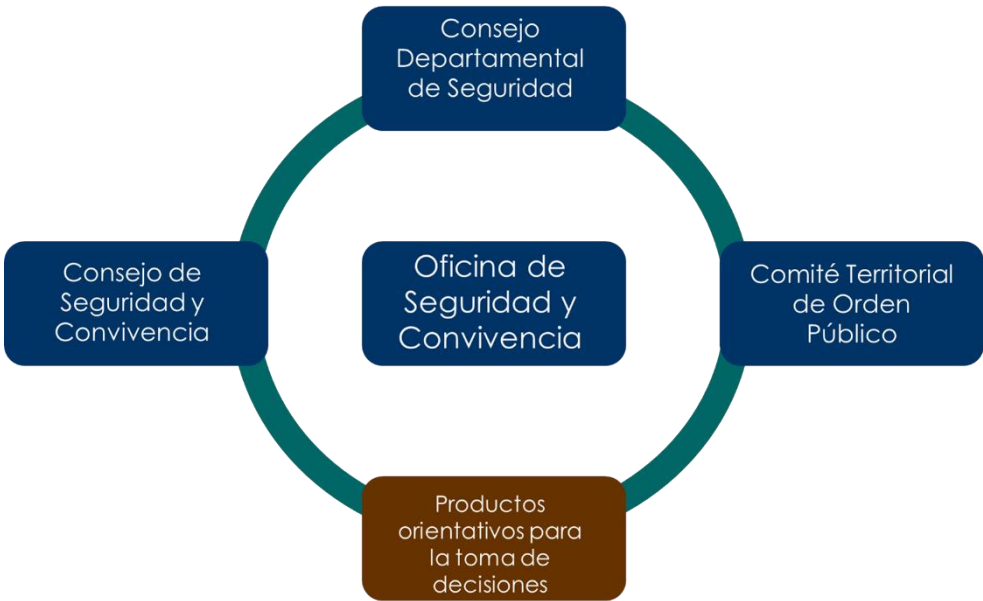 Consejo
Departamental
de Seguridad
Consejo de
Seguridad y
Convivencia
Oficina de
Seguridad y
Convivencia
Comité Territorial
de Orden
Público
Productos
orientativos para
la toma de
decisiones